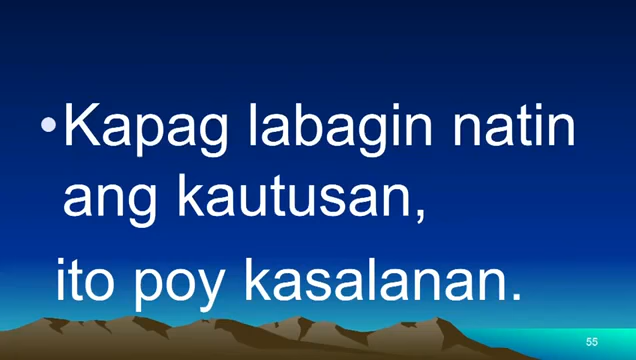 •Kapag labagin natin
ang kautusan,
ito poy kasalanan.
55